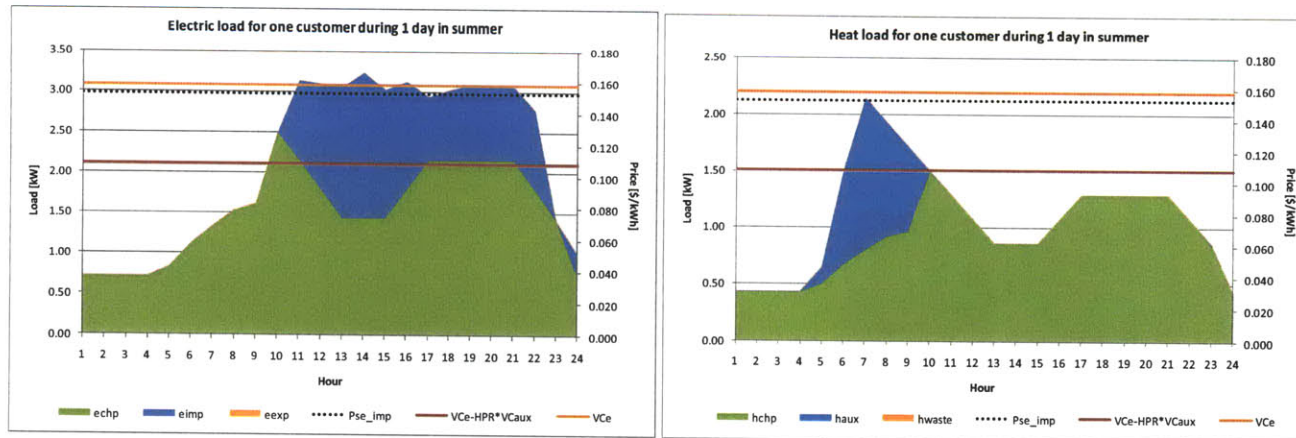 Electric load for one customer during 1 day in summer
3.50
3.00
2.50
2.00
1.50
1.00
0.50
0.00
Load [kW]
0.180
0.160
0.140
0.120
0.100
0.080
0.060
0.040
0.020
0.000
Price [$/kWh]
1 2 3 4 5 6 7 8 9 10 11 12 13 14 15 16 17 18 19 20 21 22 23 24
Hour
echp eimp eexp Pse_imp VCe-HPR*VCaux VCe
Heat load for one customer during 1 day in summer
2.50
2.00
1.50
1.00
0.50
0.00
Load [kW]
0.180
0.160
0.140
0.120
0.100
0.080
0.060
0.040
0.020
0.000
Price [$/kWh]
1 2 3 4 5 6 7 8 9 10 11 12 13 14 15 16 17 18 19 20 21 22 23 24
Hour
hchp haux hwaste Pse_imp VCe-HPR*VCaux VCe